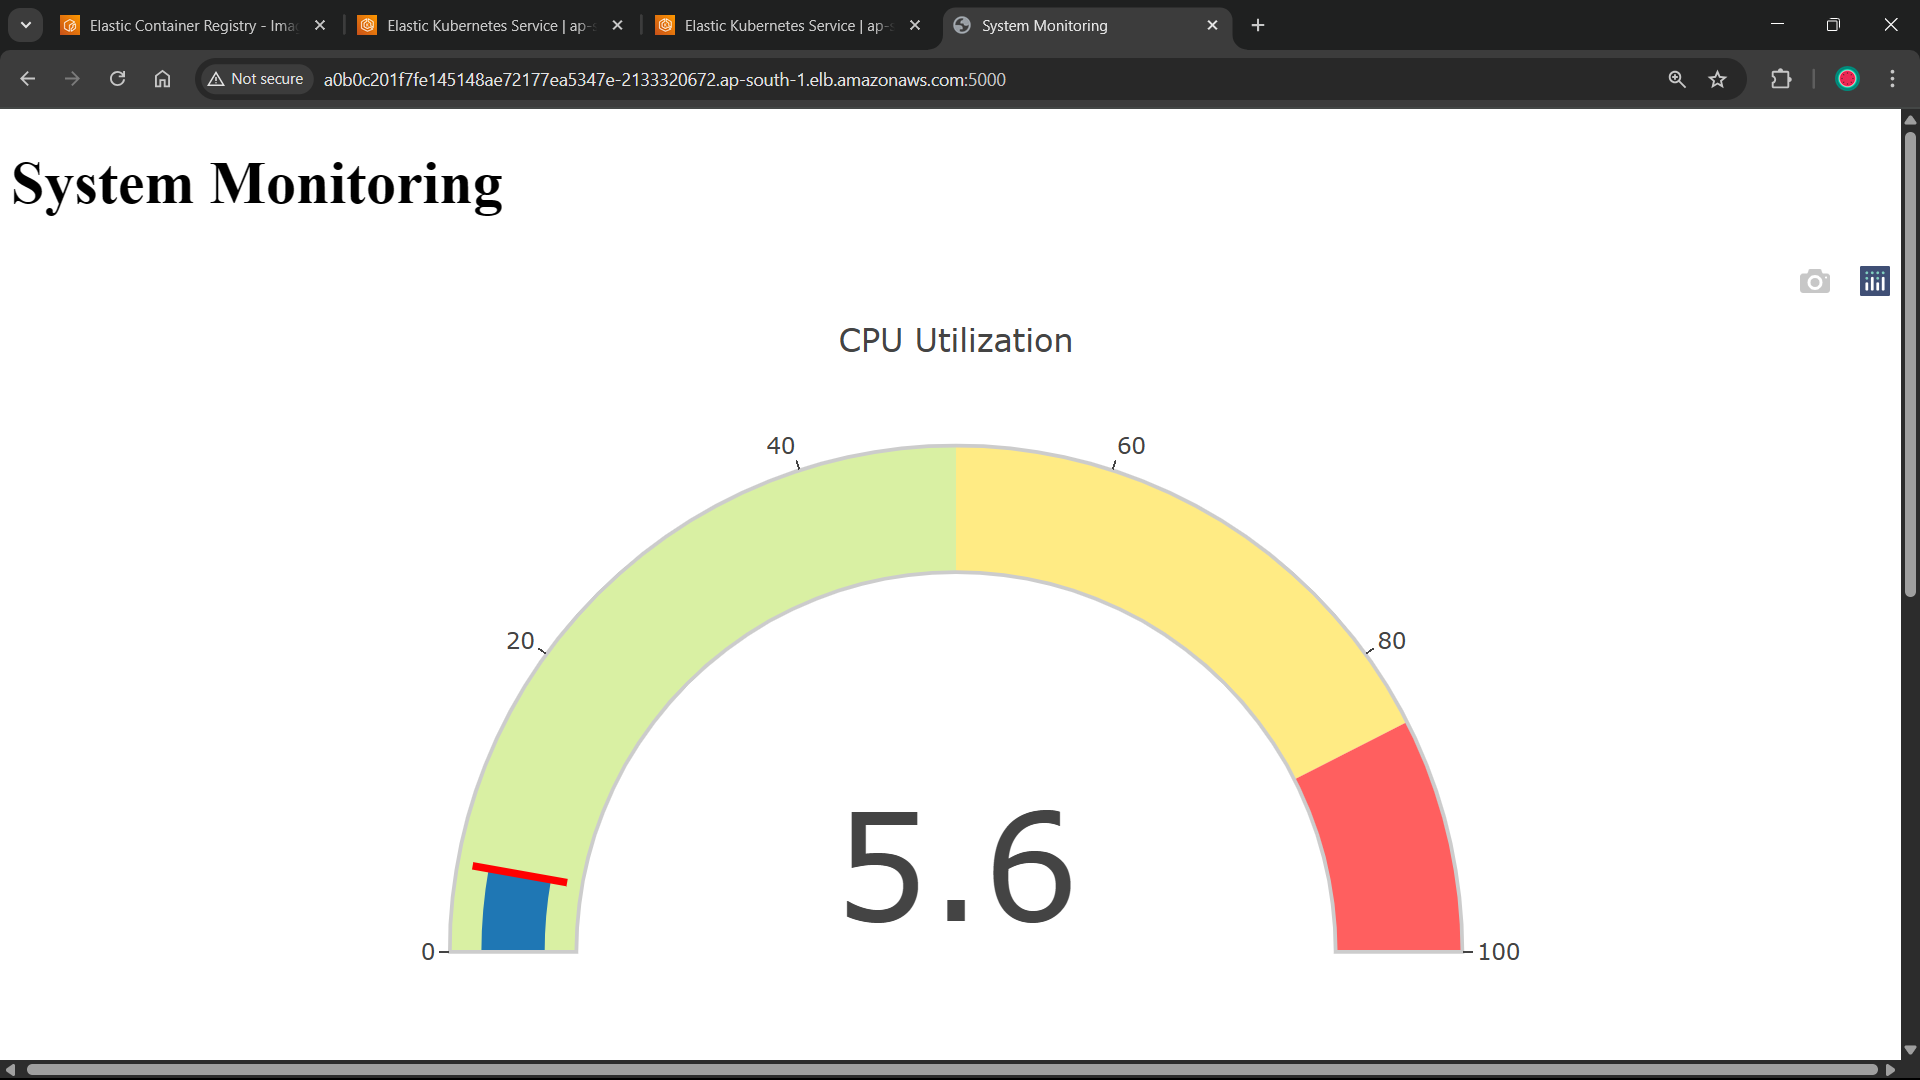 Elastic Container Registry - Ima
Elastic Kubernetes Service | ap-s
Elastic Kubernetes Service | ap-s
System Monitoring
Not secure
a0b0c201f7fe145148ae72177ea5347e-2133320672.ap-south-1.elb.amazonaws.com:5000
System Monitoring
CPU Utilization
40
60
20
80
5.6
0
100